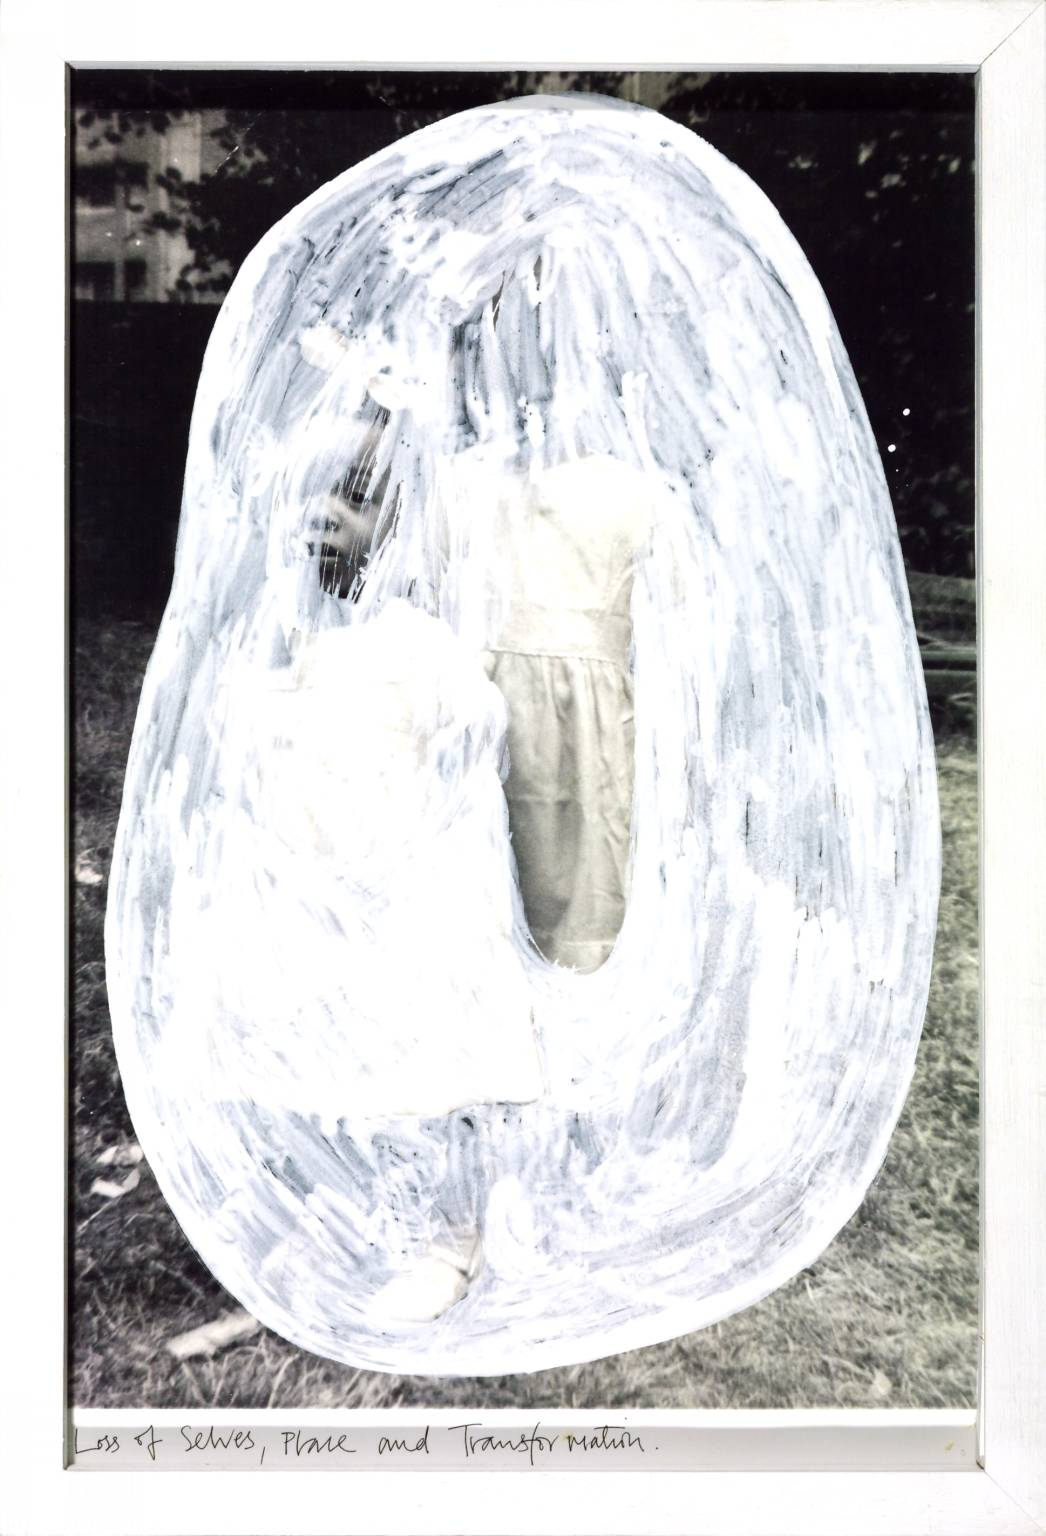 Loss of Selves, Place and Transformation.